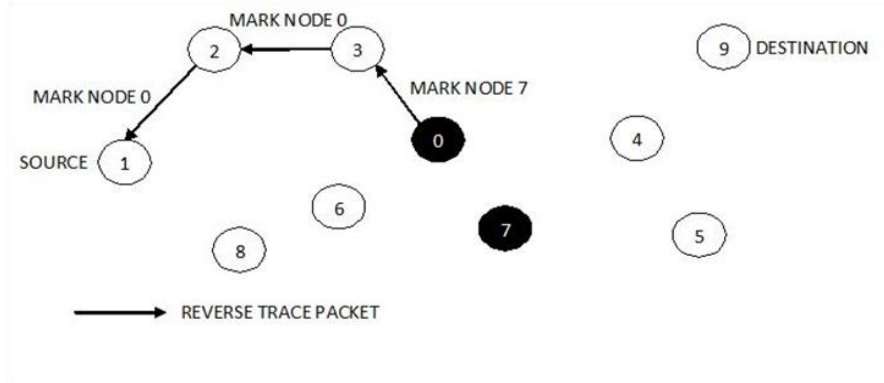 MARK NODE 0
2
3
9
DESTINATION
MARK NODE 7
MARK NODE 0
0
4
SOURCE
1
6
7
5
8
REVERSE TRACE PACKET